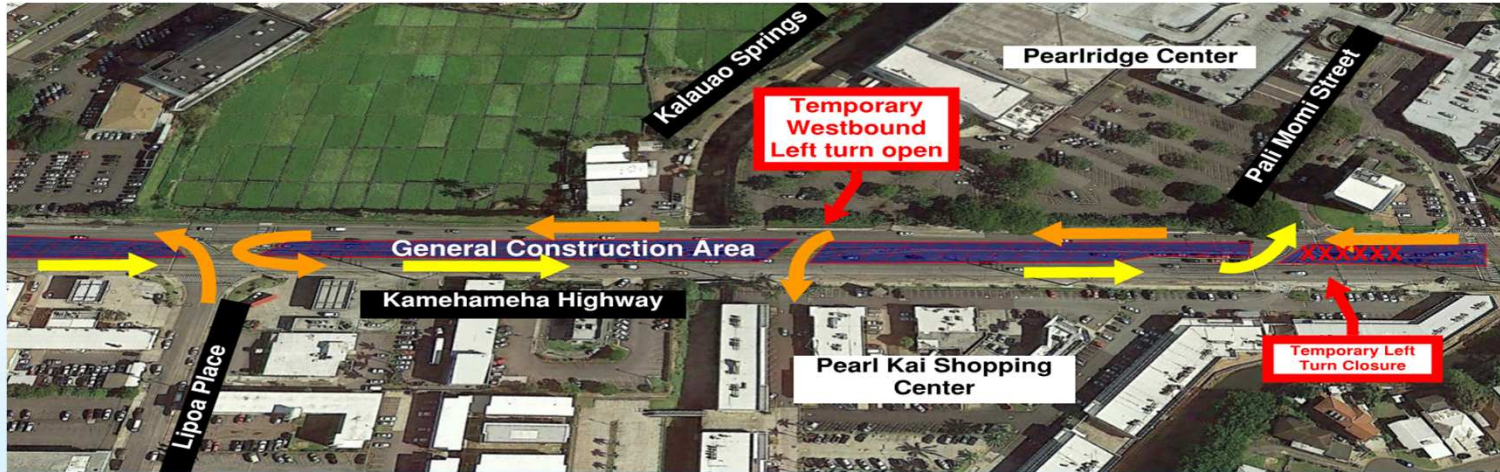 Kalauao Springs
Pearlridge Center
Pali Momi Street
Temporary
Westbound
Left turn open
General Construction Area
XXXXXX
Kamehameha Highway
Lipoa Place
Pearl Kai Shopping
Center
Temporary Left
Turn Closure